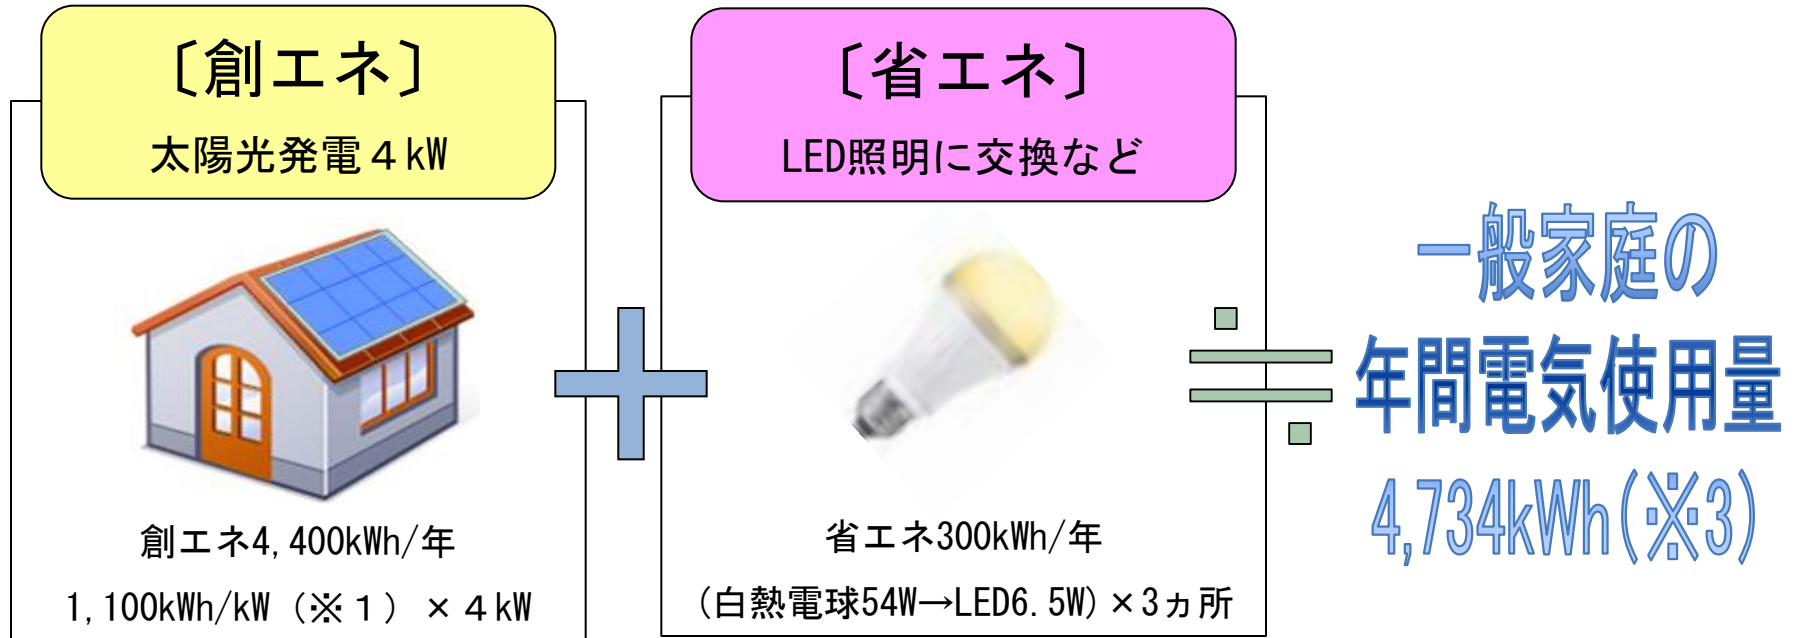 〔創エネ〕
太陽光発電４kW
創エネ4,400kWh/年
1,100kWh/kW（※１）×４kW
〔省エネ〕
LED照明に交換など
省エネ300kWh/年
(白熱電球54W→LED6.5W)×3ヵ所
一般家庭の
年間電気使用量
4,734kWh(※3)